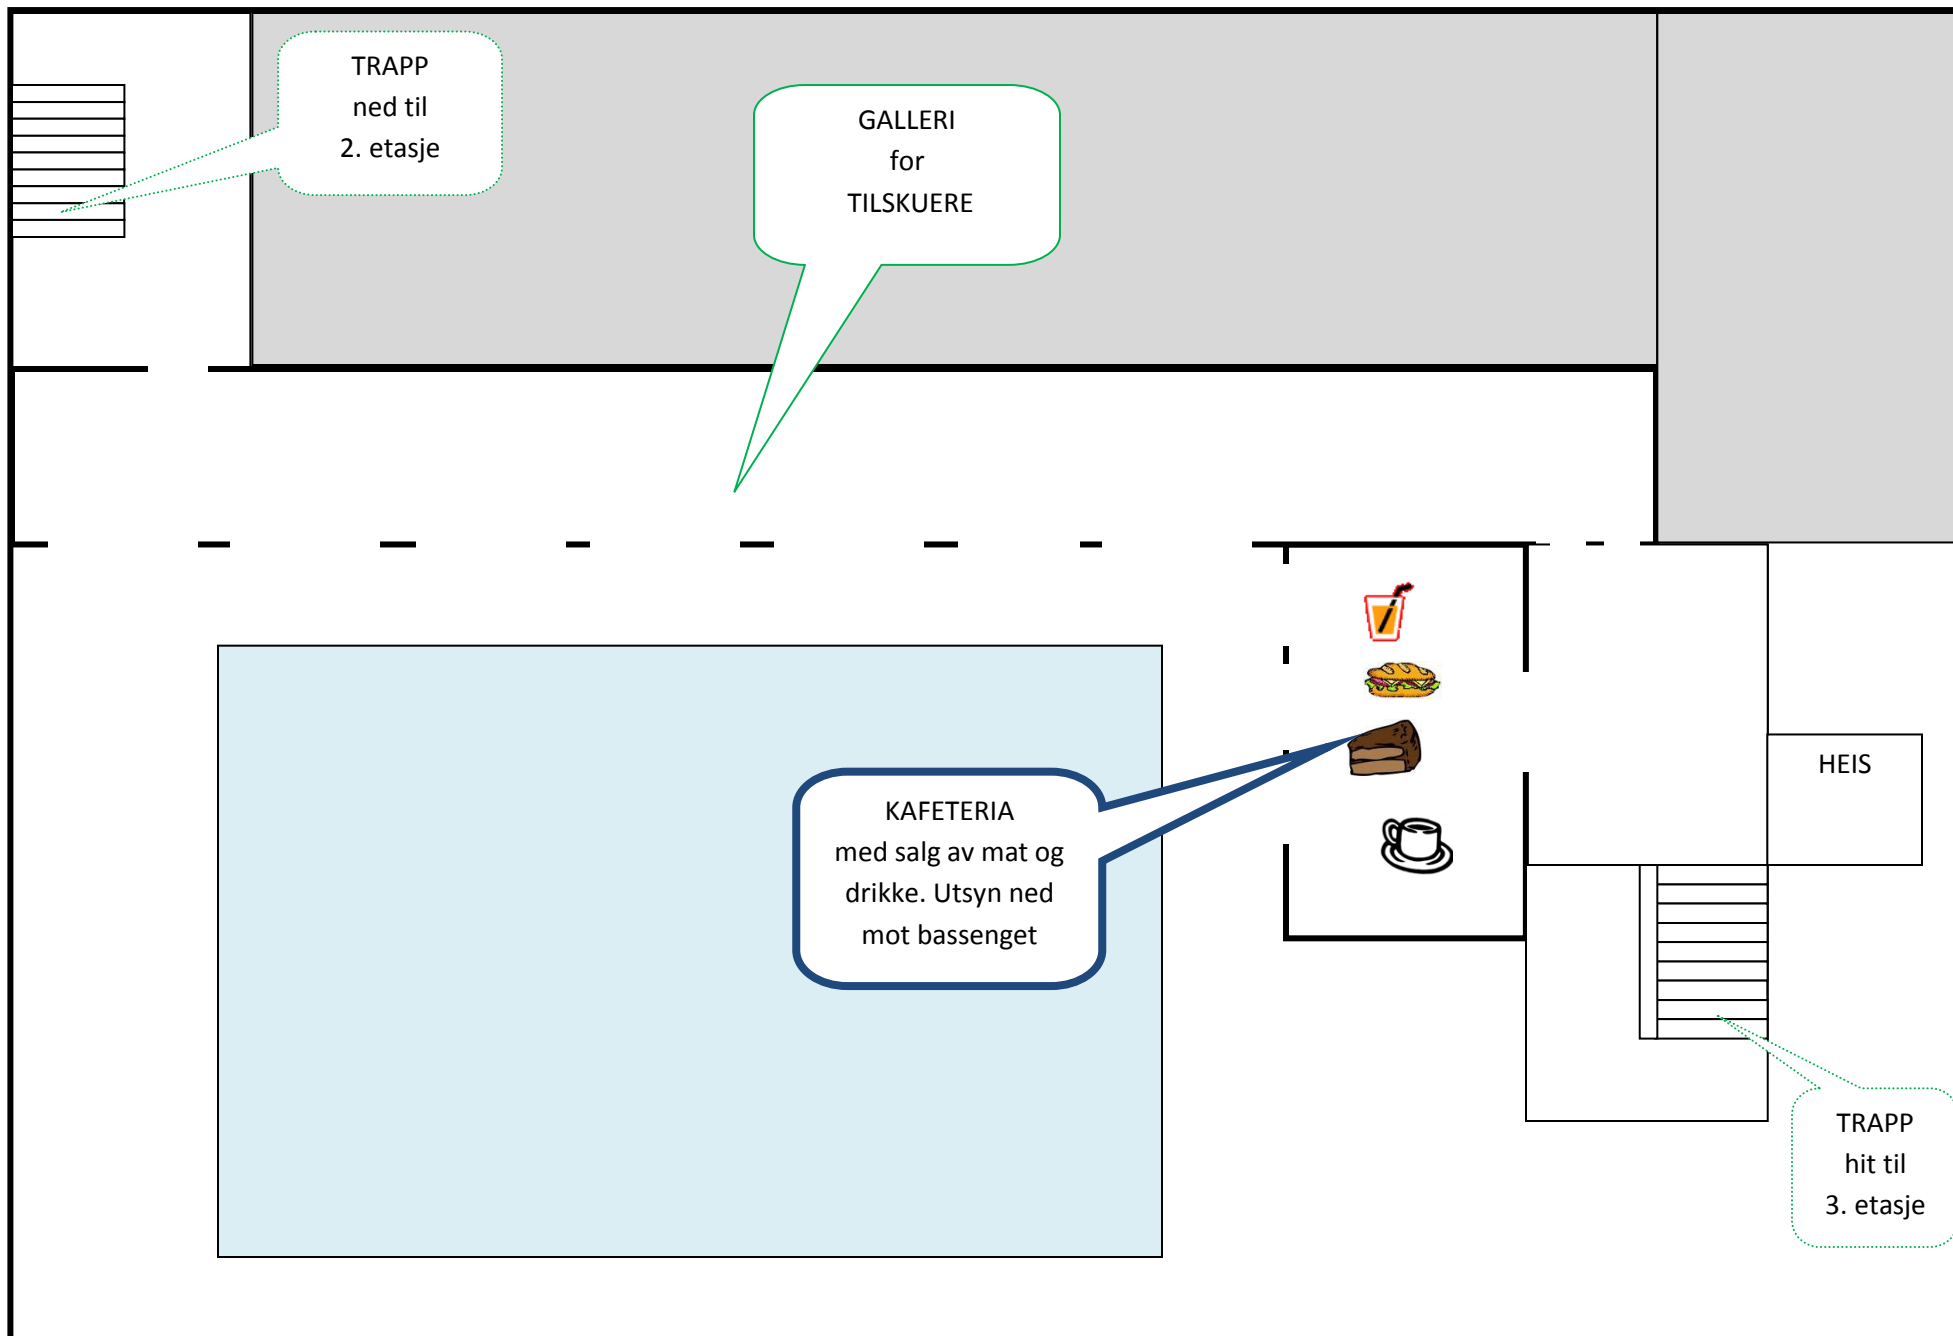 TRAPP
ned til
2. etasje
GALLERI
for
TILSKUERE
KAFETERIA
med salg av mat og
drikke. Utsyn ned
mot bassenget
HEIS
TRAPP
hit til
3. etasje